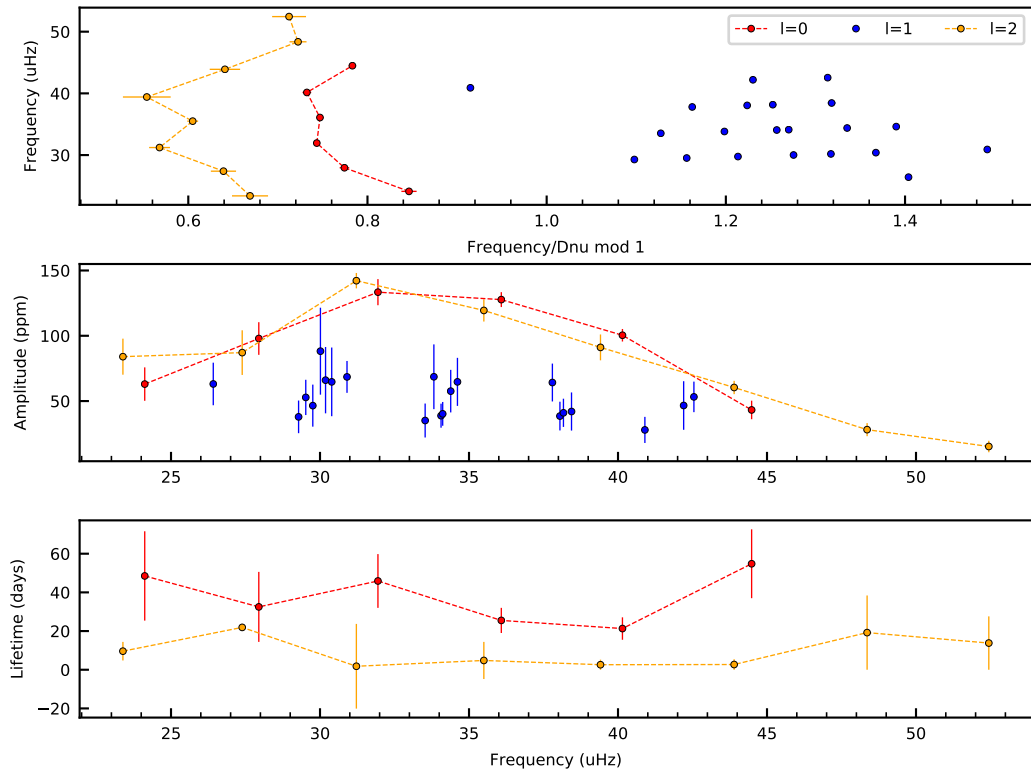 l=0 l=1 l=2
Frequency (uHz)
50
40
30
0.6 0.8 1.0 1.2 1.4
Frequency/Dnu mod 1
Amplitude (ppm)
150
100
50
25 30 35 40 45 50
Lifetime (days)
60
40
20
0
−20
25 30 35 40 45 50
Frequency (uHz)